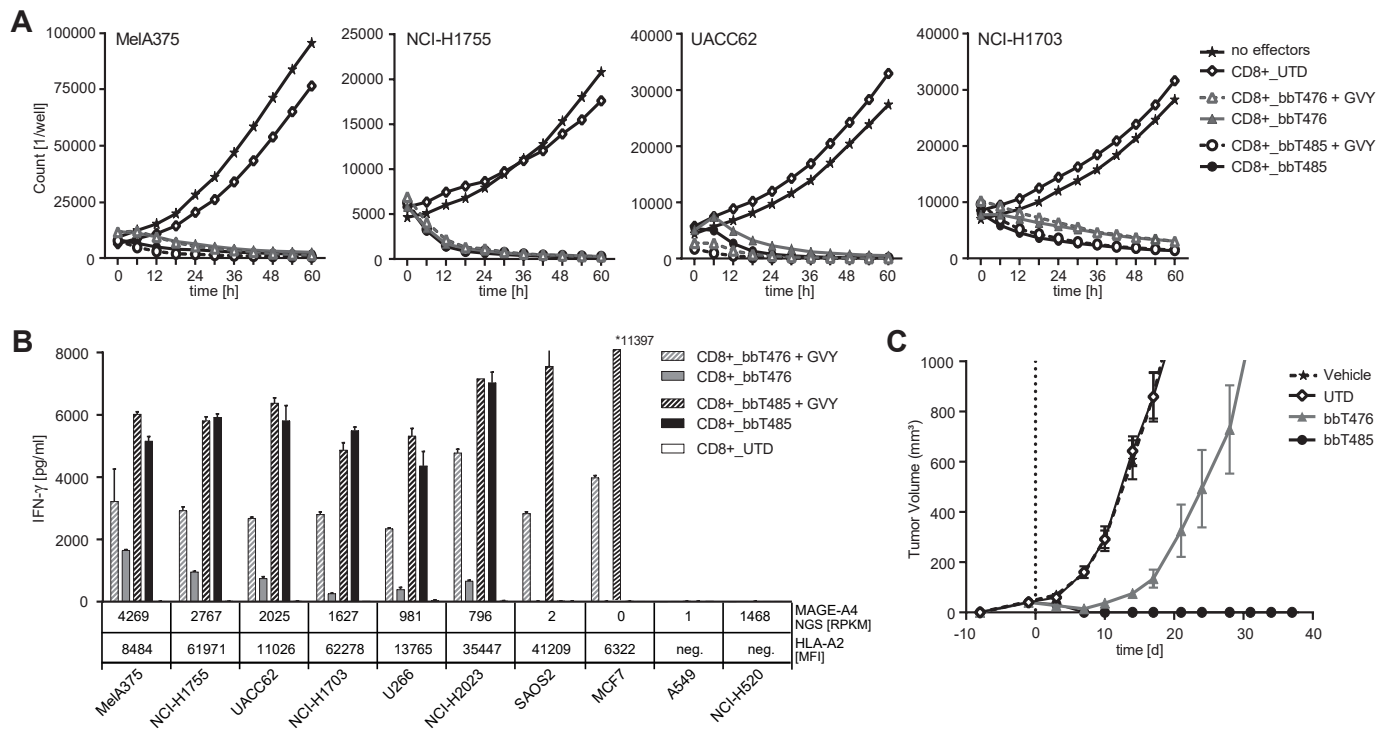 A
MelA375
NCI-H1755
UACC62
NCI-H1703
Count [1/well]
100000
75000
50000
25000
0
0 12 24 36 48 60
time [h]
25000
20000
15000
10000
5000
0
0 12 24 36 48 60
time [h]
40000
30000
20000
10000
0
0 12 24 36 48 60
time [h]
40000
30000
20000
10000
0
0 12 24 36 48 60
time [h]
no effectors
CD8+_UTD
CD8+_bbT476 + GVY
CD8+_bbT476
CD8+_bbT485 + GVY
CD8+_bbT485
B
IFN-γ [pg/ml]
8000
6000
4000
2000
0
*11397
CD8+_bbT476 + GVY
CD8+_bbT476
CD8+_bbT485 + GVY
CD8+_bbT485
CD8+_UTD
4269 2767 2025 1627 981 796 2 0 1 1468 MAGE-A4
NGS [RPKM]
8484 61971 11026 62278 13765 35447 41209 6322 neg. neg. HLA-A2
[MFI]
MelA375 NCI-H1755 UACC62 NCI-H1703 U266 NCI-H2023 SAOS2 MCF7 A549 NCI-H520
C
Tumor Volume (mm³)
1000
800
600
400
200
0
-10 0 10 20 30 40
time [d]
Vehicle
UTD
bbT476
bbT485